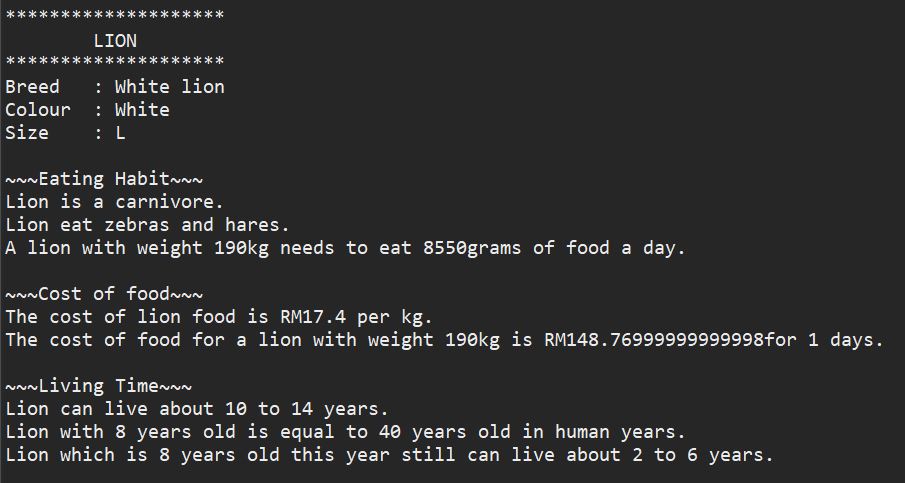 ********************
        LION
********************
Breed   : White lion
Colour  : White
Size    : L

~~~Eating Habit~~~
Lion is a carnivore.
Lion eat zebras and hares.
A lion with weight 190kg needs to eat 8550grams of food a day.

~~~Cost of food~~~
The cost of lion food is RM17.4 per kg.
The cost of food for a lion with weight 190kg is RM148.76999999999998for 1 days.

~~~Living Time~~~
Lion can live about 10 to 14 years.
Lion with 8 years old is equal to 40 years old in human years.
Lion which is 8 years old this year still can live about 2 to 6 years.